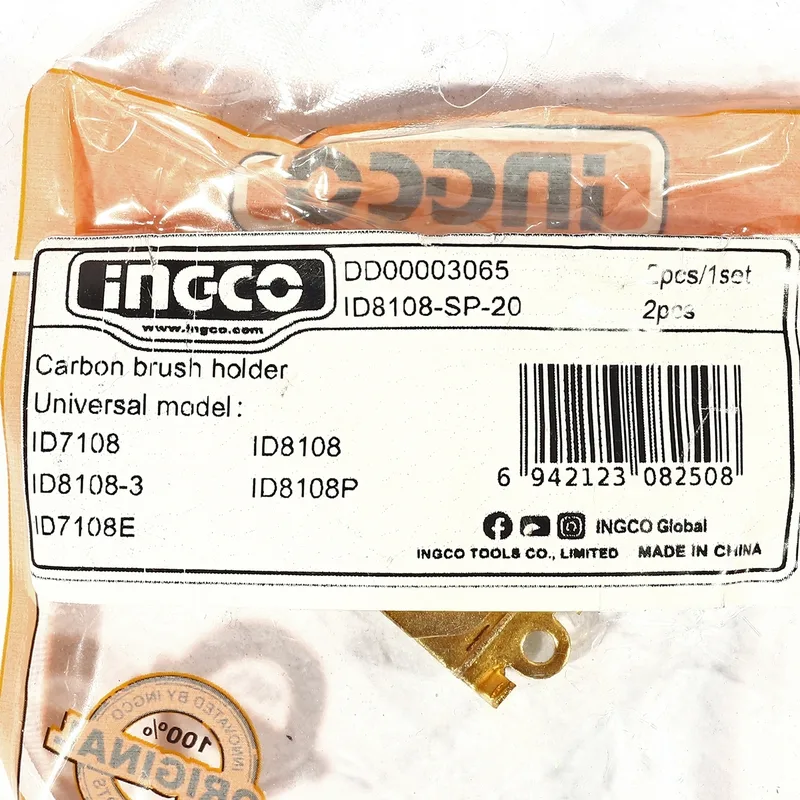 INGCO
INGCO
www.ingco.com
DD00003065
2pcs/1set
ID8108-SP-20
2pcs
Carbon brush holder
Universal model:
ID7108 ID8108
ID8108-3 ID8108P
ID7108E
6 942123 082508
INGCO Global
INGCO TOOLS CO., LIMITED MADE IN CHINA
INNOVATED BY INGCO
100%
ORIGINAL